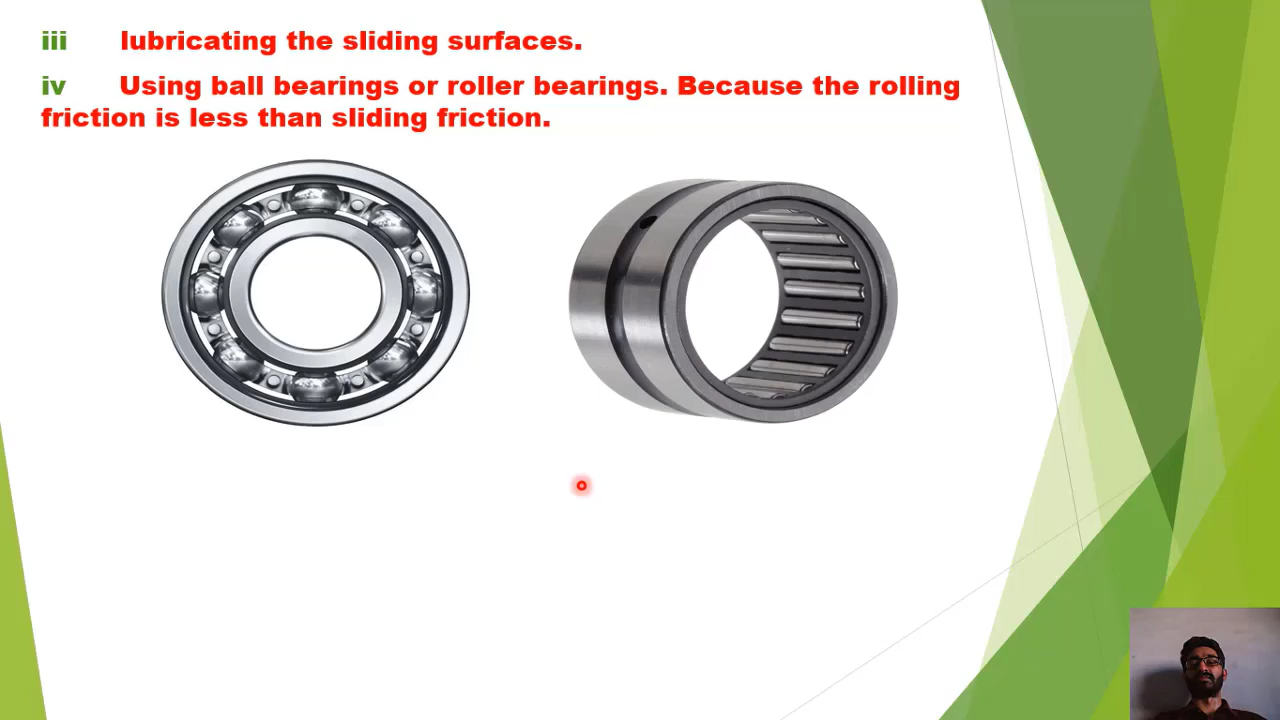 iii lubricating the sliding surfaces.
iv Using ball bearings or roller bearings. Because the rolling
friction is less than sliding friction.